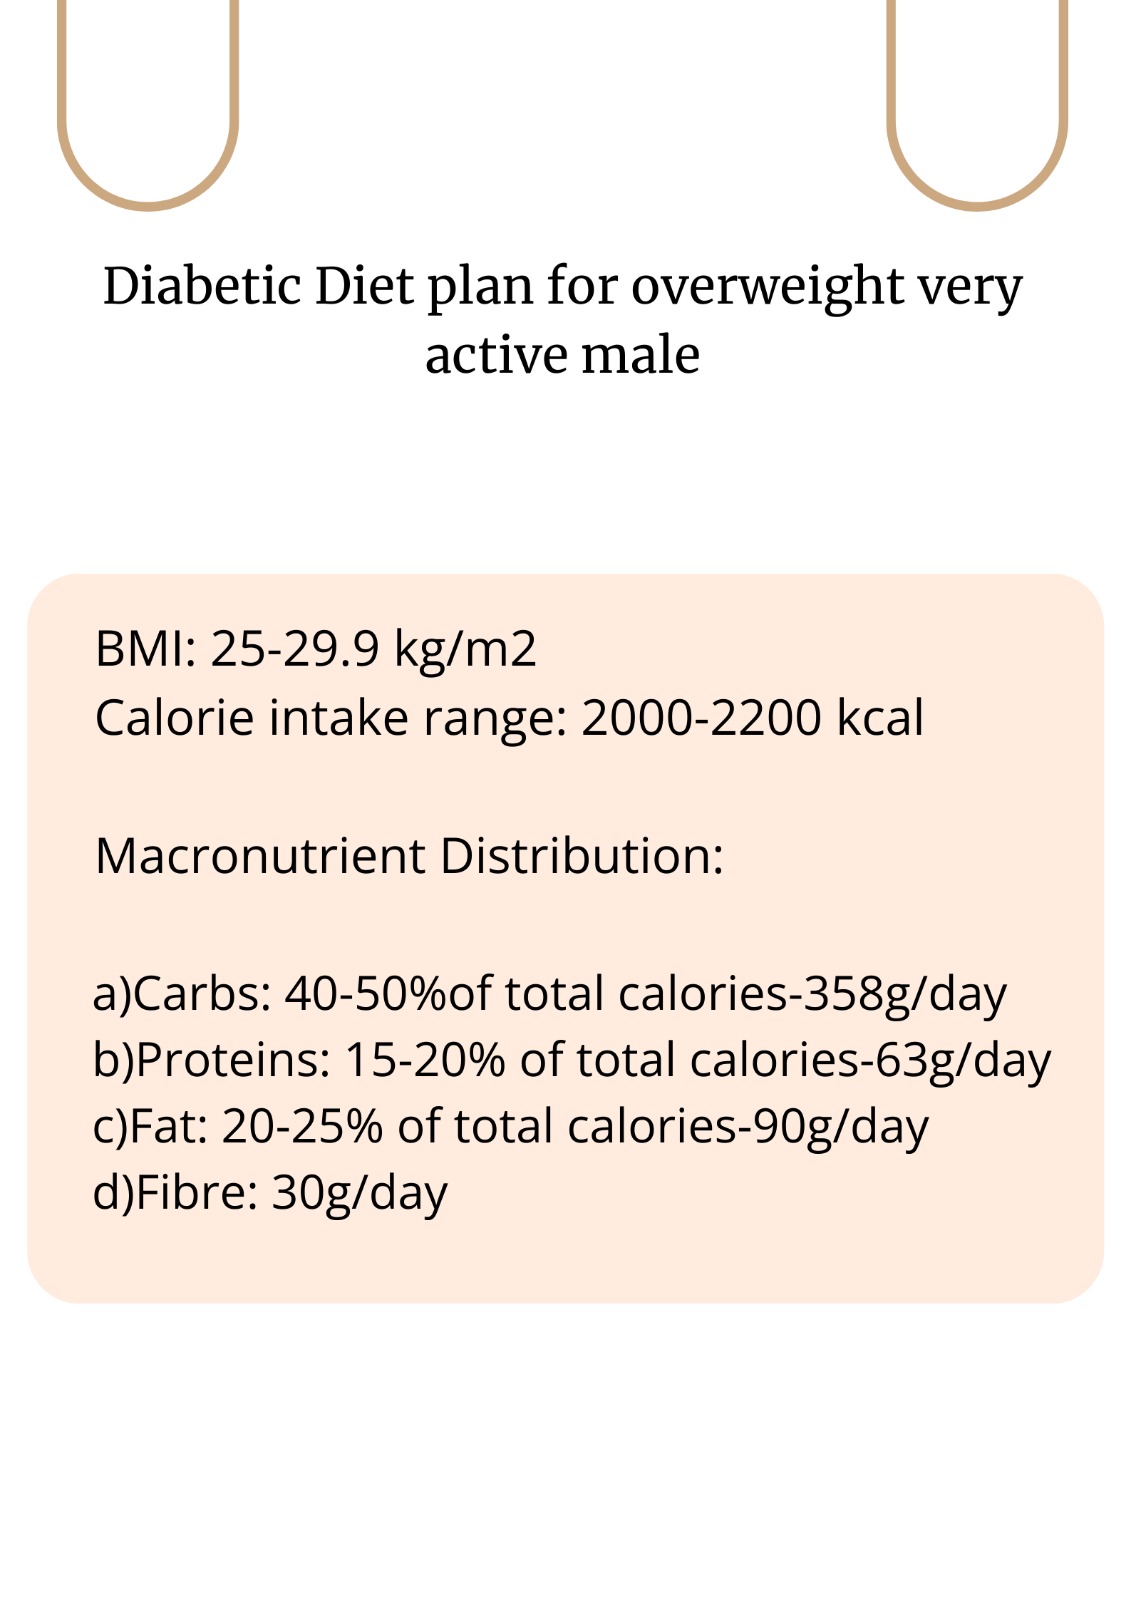 Diabetic Diet plan for overweight very
active male
BMI: 25-29.9 kg/m2
Calorie intake range: 2000-2200 kcal
Macronutrient Distribution:
a)Carbs: 40-50%of total calories-358g/day
b)Proteins: 15-20% of total calories-63g/day
c)Fat: 20-25% of total calories-90g/day
d)Fibre: 30g/day